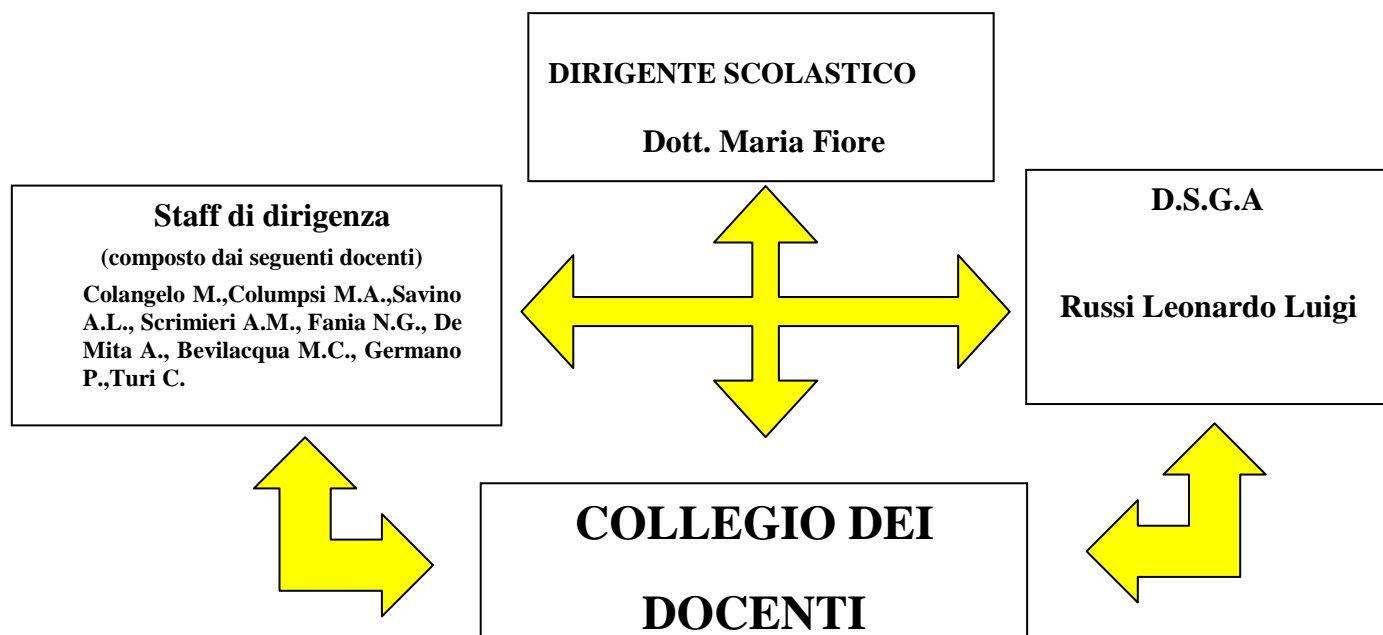 DIRIGENTE SCOLASTICO
Dott. Maria Fiore
Staff di dirigenza
(composto dai seguenti docenti)
Colangelo M.,Columpsi M.A.,Savino
A.L., Scrimieri A.M., Fania N.G., De
Mita A., Bevilacqua M.C., Germano
P.,Turi C.
D.S.G.A
Russi Leonardo Luigi
COLLEGIO DEI
DOCENTI